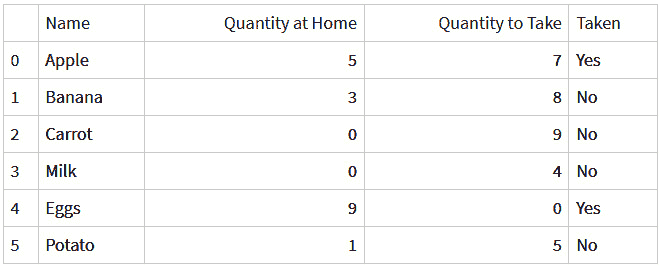 Name Quantity at Home Quantity to Take Taken
0 Apple 5 7 Yes
1 Banana 3 8 No
2 Carrot 0 9 No
3 Milk 0 4 No
4 Eggs 9 0 Yes
5 Potato 1 5 No